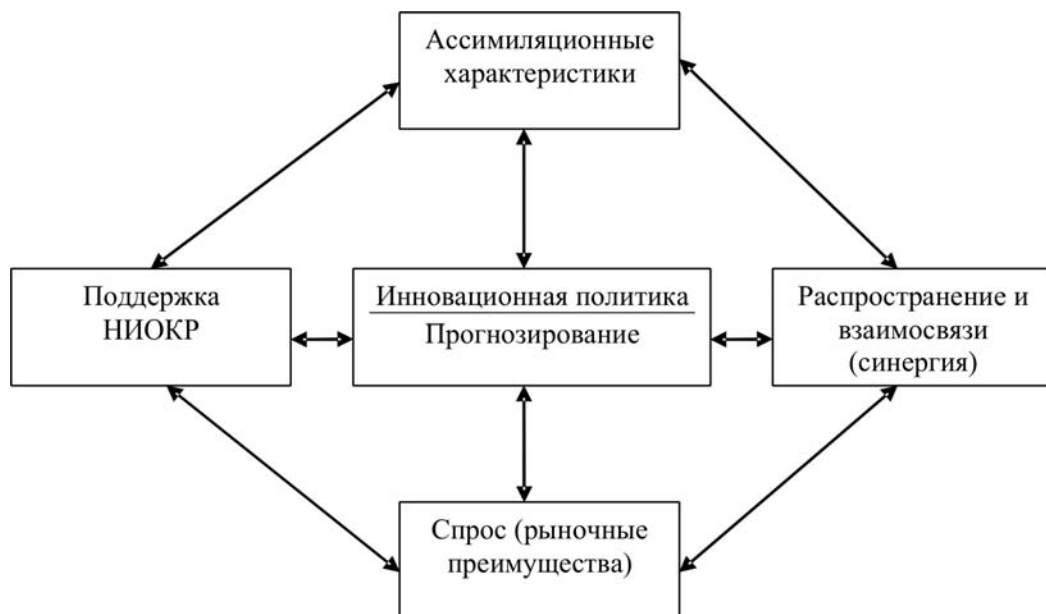 Ассимиляционные
характеристики
Поддержка
НИОКР
Инновационная политика
Прогнозирование
Распространение и
взаимосвязи
(синергия)
Спрос (рыночные
преимущества)